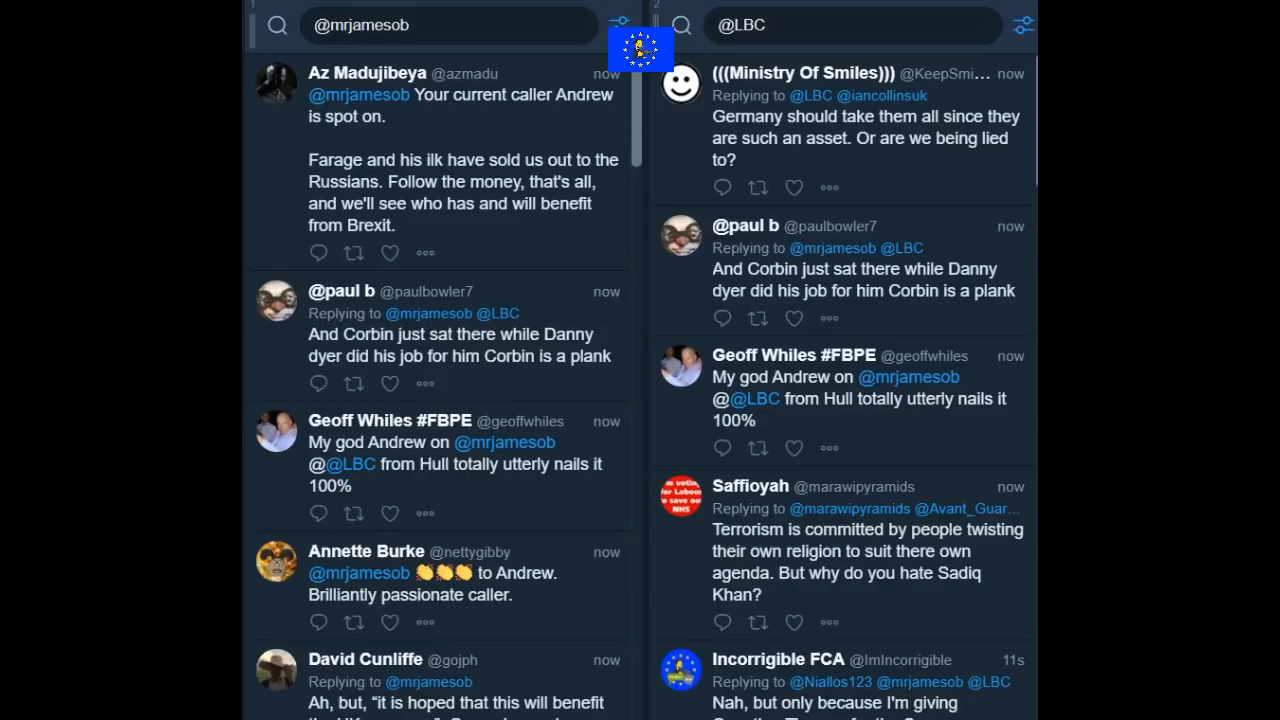 @mrjamesob
Az Madujibeya @azmadu now
@mrjamesob Your current caller Andrew
is spot on.
Farage and his ilk have sold us out to the
Russians. Follow the money, that's all,
and we'll see who has and will benefit
from Brexit.
@paul b @paulbowler7 now
Replying to @mrjamesob @LBC
And Corbin just sat there while Danny
dyer did his job for him Corbin is a plank
Geoff Whiles #FBPE @geoffwhiles now
My god Andrew on @mrjamesob
@@LBC from Hull totally utterly nails it
100%
Annette Burke @nettygibby now
@mrjamesob 👏👏👏 to Andrew.
Brilliantly passionate caller.
David Cunliffe @gojph now
Replying to @mrjamesob
Ah, but, “it is hoped that this will benefit
2
@LBC
(((Ministry Of Smiles))) @KeepSmi... now
Replying to @LBC @iancollinsuk
Germany should take them all since they
are such an asset. Or are we being lied
to?
@paul b @paulbowler7 now
Replying to @mrjamesob @LBC
And Corbin just sat there while Danny
dyer did his job for him Corbin is a plank
Geoff Whiles #FBPE @geoffwhiles now
My god Andrew on @mrjamesob
@@LBC from Hull totally utterly nails it
100%
I'm voting
for Labour
to save our
NHS
Saffioyah @marawipyramids now
Replying to @marawipyramids @Avant_Guar...
Terrorism is committed by people twisting
their own religion to suit there own
agenda. But why do you hate Sadiq
Khan?
Incorrigible FCA @ImIncorrigible 11s
Replying to @Niallos123 @mrjamesob @LBC
Nah, but only because I'm giving